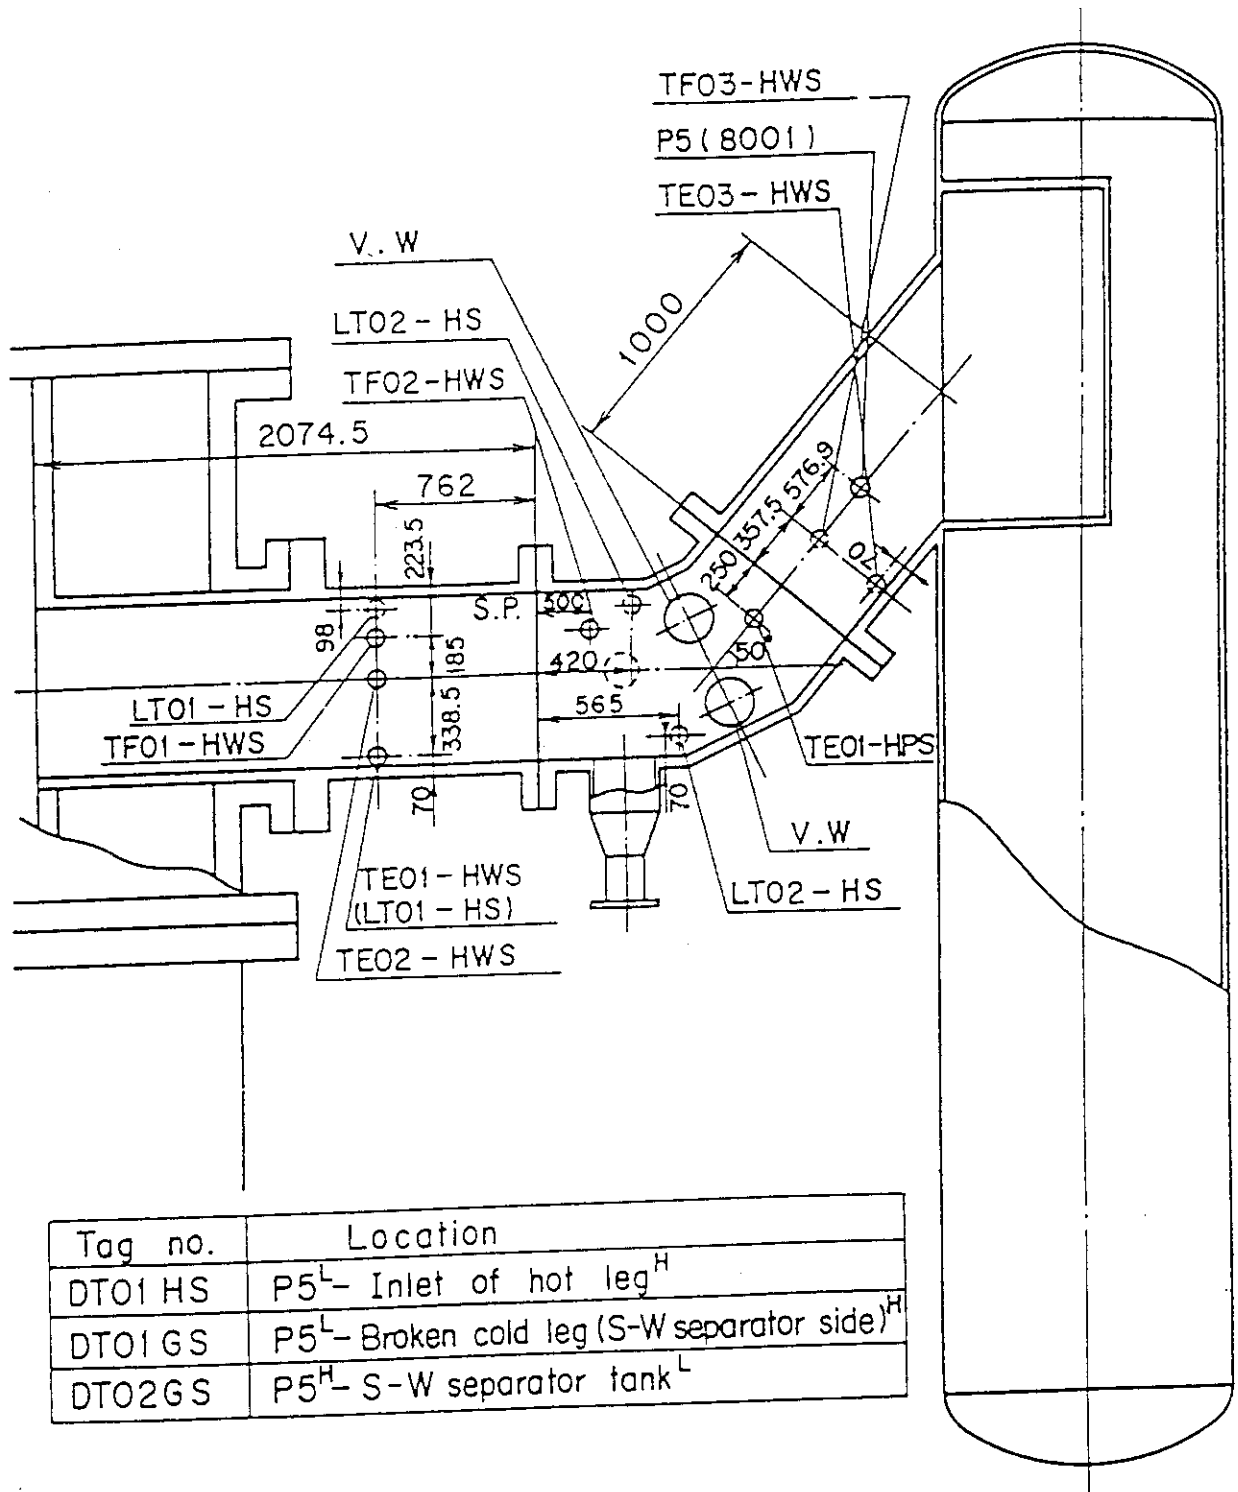 TF03-HWS
P5 (8001)
TE03-HWS
V.W
LT02-HS
TF02-HWS
1000
2074.5
762
223.5
576.9
357.5
250
70
S.P.
98
185
420
50°
565
338.5
LT01-HS
TF01-HWS
TE01-HPS
70
70
V.W
TE01-HWS
(LT01-HS)
LT02-HS
TE02-HWS
Tag no. Location
DT01 HS P5ᴸ- Inlet of hot legᴴ
DT01 GS P5ᴸ- Broken cold leg (S-W separator side)ᴴ
DT02GS P5ᴴ- S-W separator tankᴸ